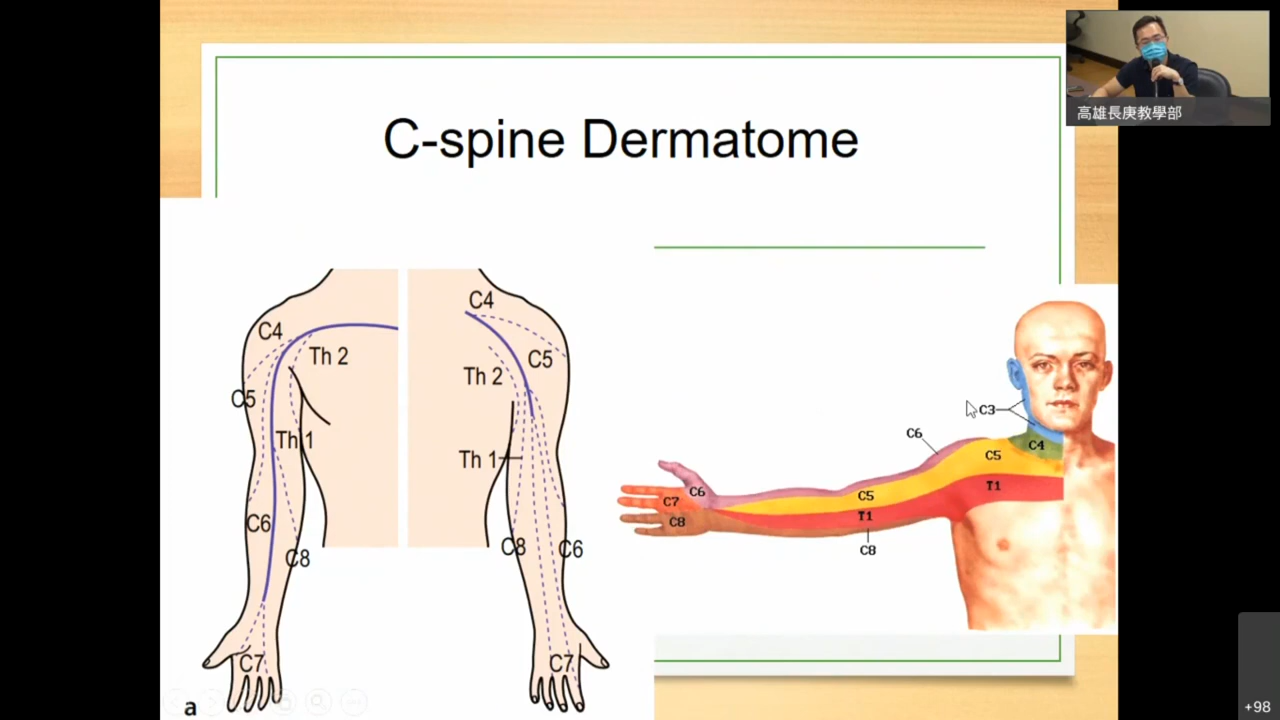 高雄長庚教學部
C-spine Dermatome
C4
Th 2
C5
Th 1
C6
C8
C7
a
C4
C5
Th 2
Th 1
C8
C6
C7
C3
C4
C6
C5
T1
C6
C5
C7
T1
C8
C8
+98